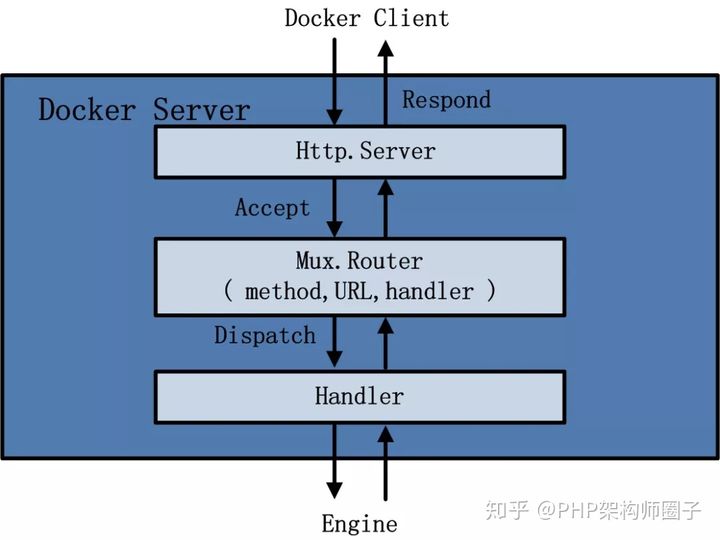 Docker Client
Respond
Docker Server
Http.Server
Accept
Mux.Router
( method,URL,handler )
Dispatch
Handler
Engine
知乎 @PHP架构师圈子